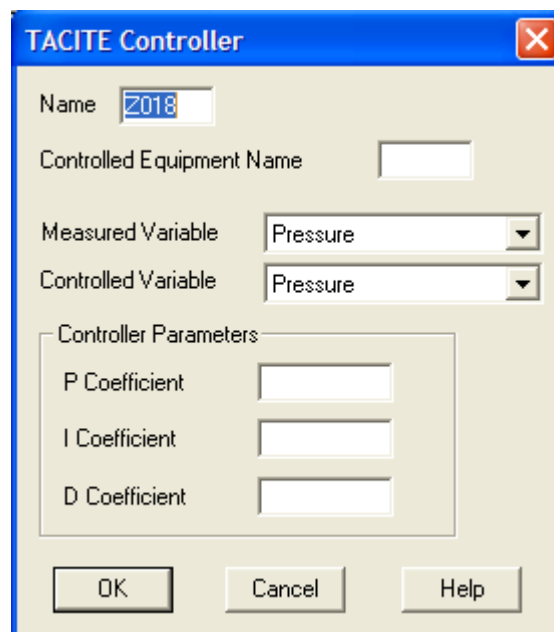 TACITE Controller
Name Z018
Controlled Equipment Name
Measured Variable Pressure
Controlled Variable Pressure
Controller Parameters
P Coefficient
I Coefficient
D Coefficient
OK Cancel Help